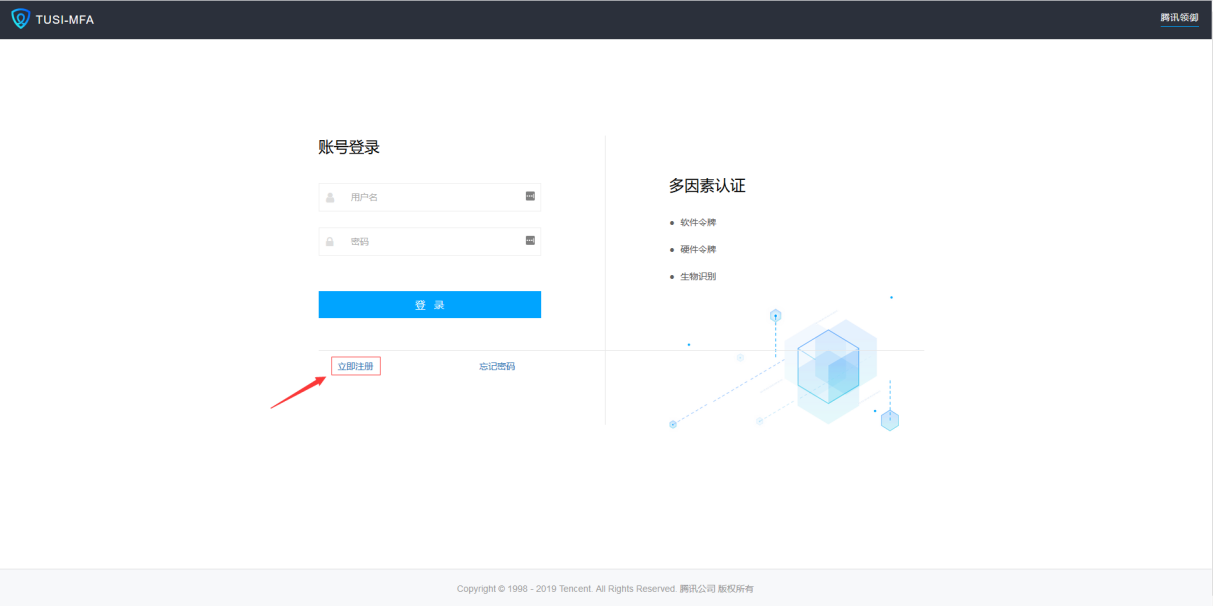 TUSI-MFA
腾讯领御
账号登录
用户名
密码
登 录
立即注册
忘记密码
多因素认证
软件令牌
硬件令牌
生物识别
Copyright © 1998 - 2019 Tencent. All Rights Reserved. 腾讯公司 版权所有